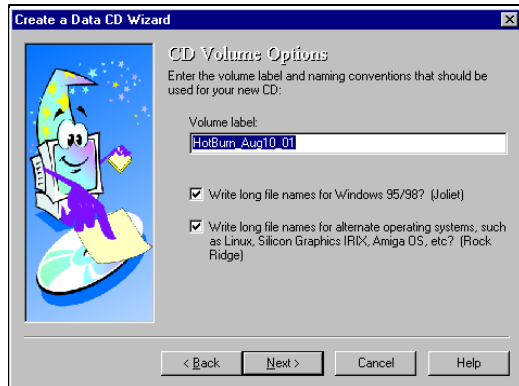 Create a Data CD Wizard
CD Volume Options
Enter the volume label and naming conventions that should be
used for your new CD:
Volume label:
HotBurn_Aug10_01
Write long file names for Windows 95/98? (Joliet)
Write long file names for alternate operating systems, such
as Linux, Silicon Graphics IRIX, Amiga OS, etc? (Rock
Ridge)
< Back
Next >
Cancel
Help